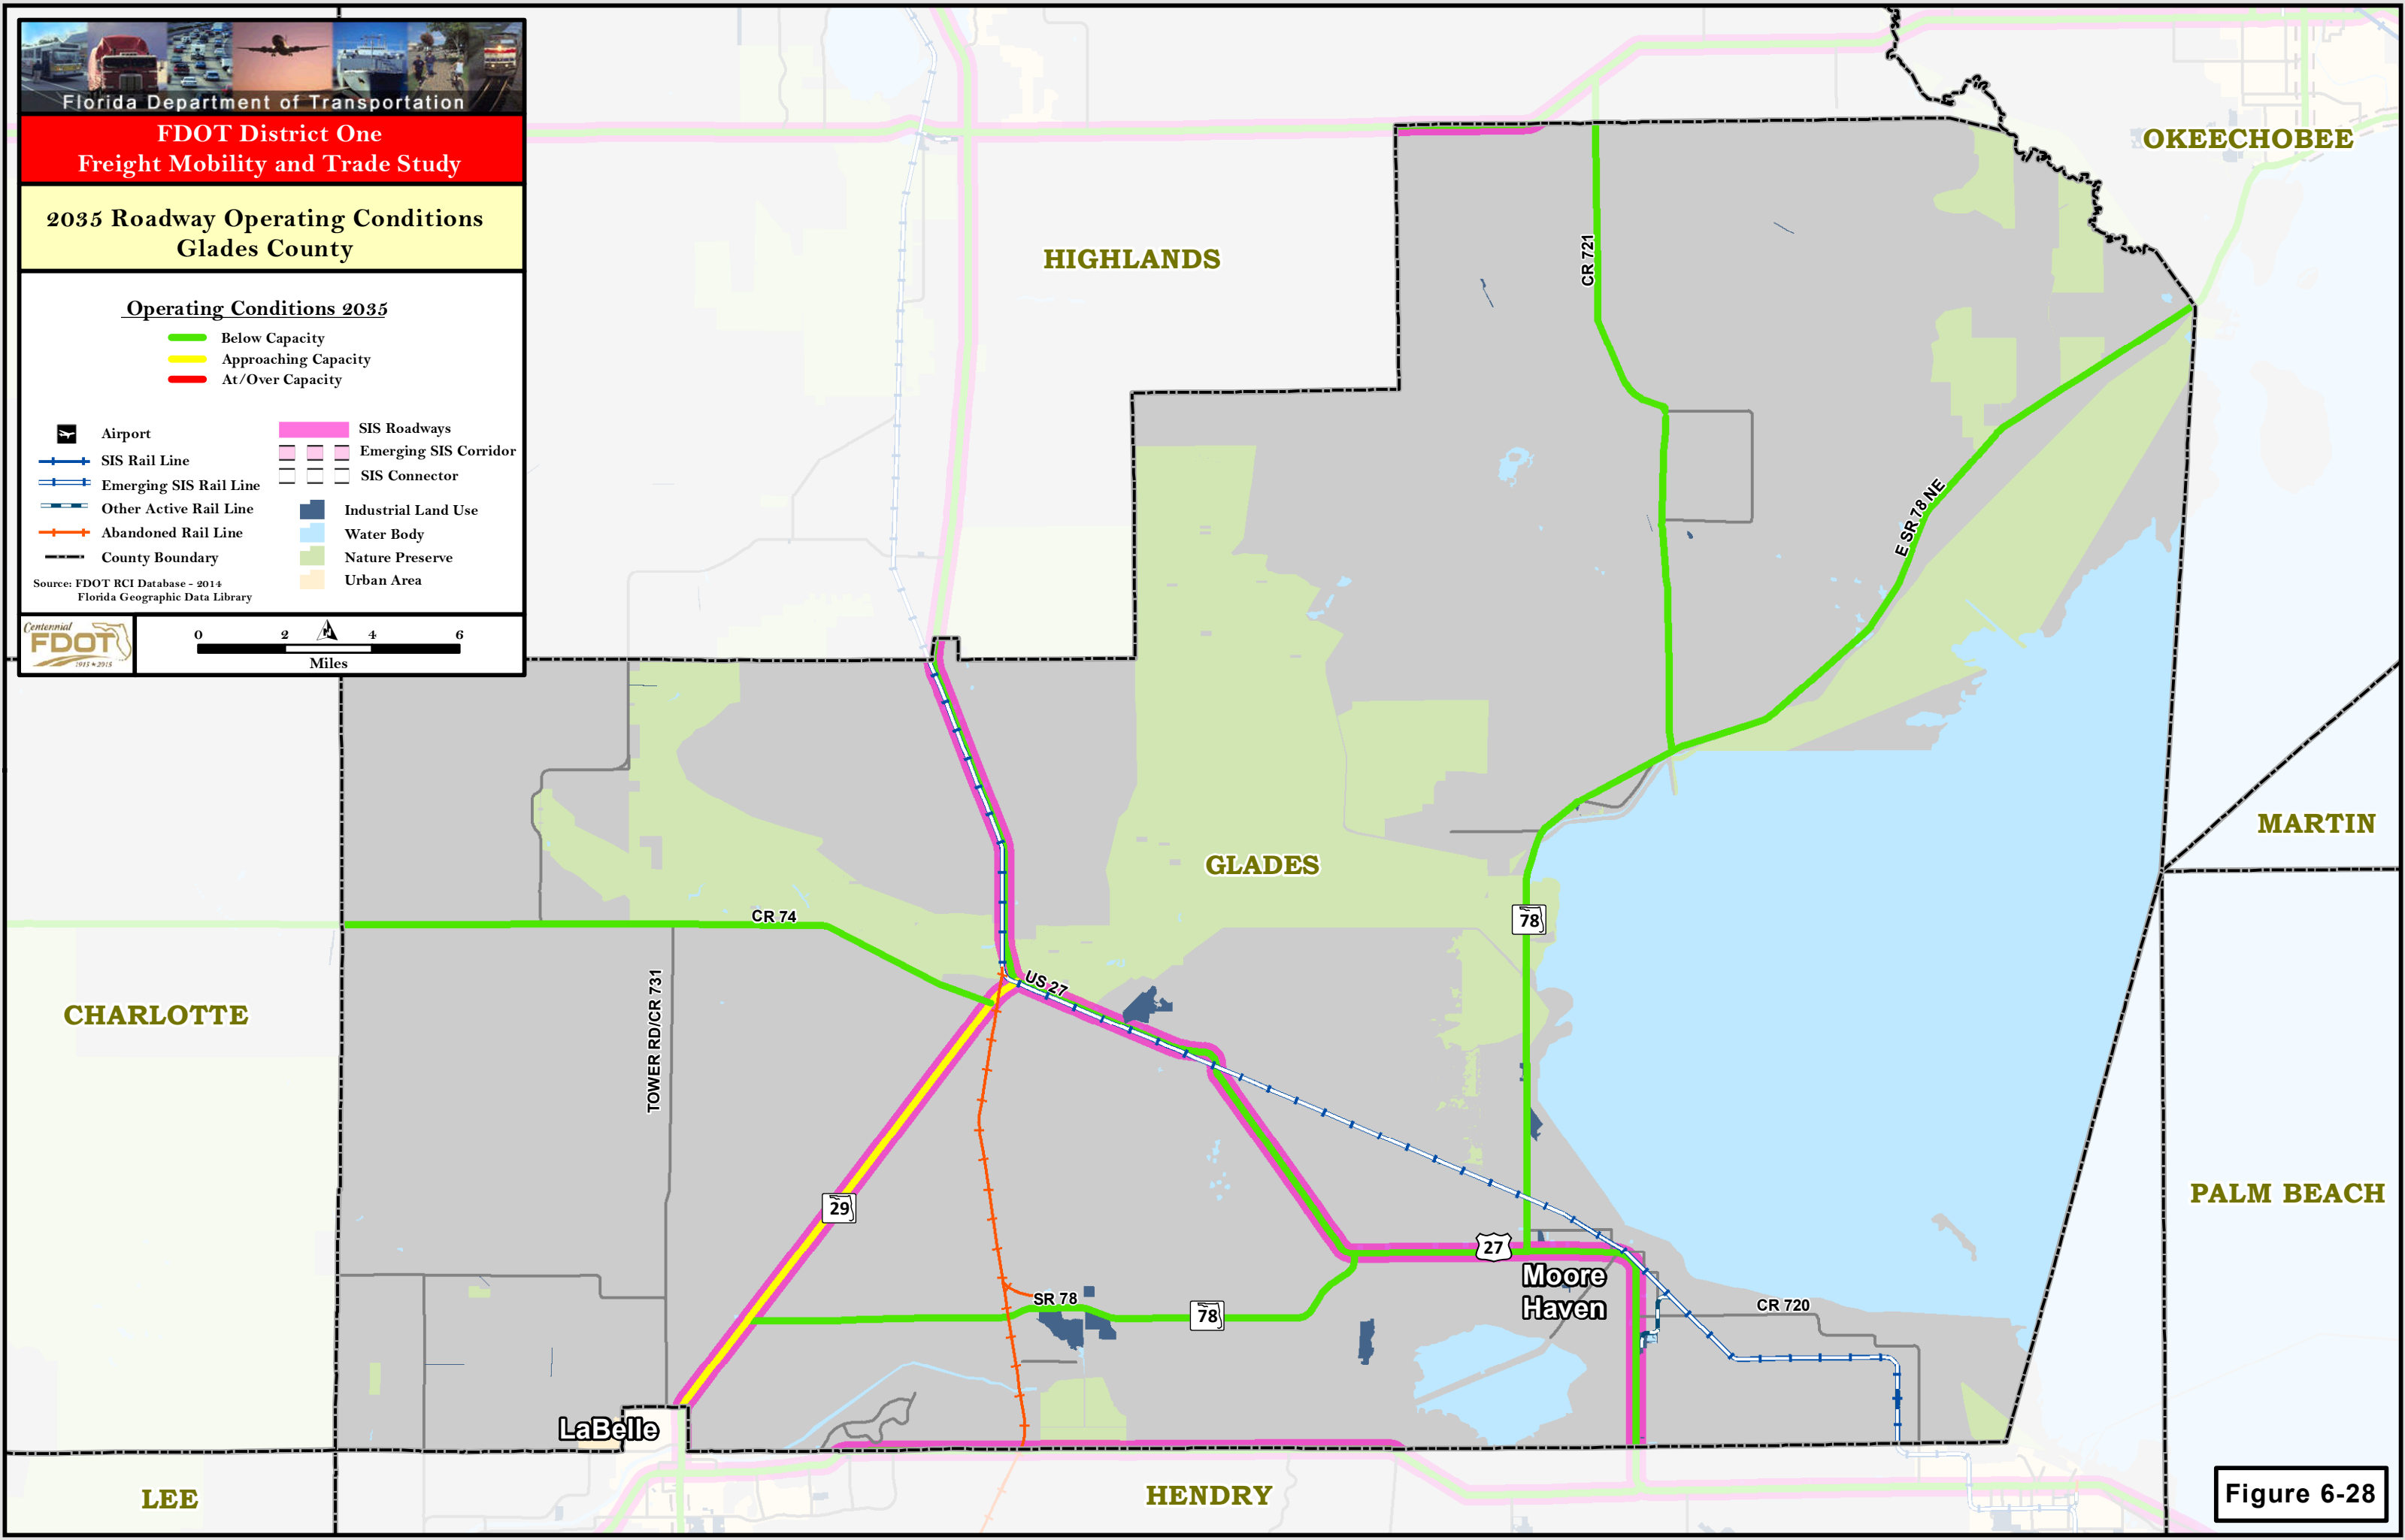 Florida Department of Transportation
FDOT District One
Freight Mobility and Trade Study
2035 Roadway Operating Conditions
Glades County
Operating Conditions 2035
Below Capacity
Approaching Capacity
At/Over Capacity
Airport
SIS Rail Line
Emerging SIS Rail Line
Other Active Rail Line
Abandoned Rail Line
County Boundary
SIS Roadways
Emerging SIS Corridor
SIS Connector
Industrial Land Use
Water Body
Nature Preserve
Urban Area
Source: FDOT RCI Database - 2014
Florida Geographic Data Library
Centennial
FDOT
1915 ★ 2015
0 2 4 6
N
Miles
OKEECHOBEE
HIGHLANDS
CR 721
E SR 78 NE
MARTIN
GLADES
78
CR 74
US 27
TOWER RD/CR 731
CHARLOTTE
PALM BEACH
29
27
Moore
Haven
SR 78
78
CR 720
LaBelle
LEE
HENDRY
Figure 6-28